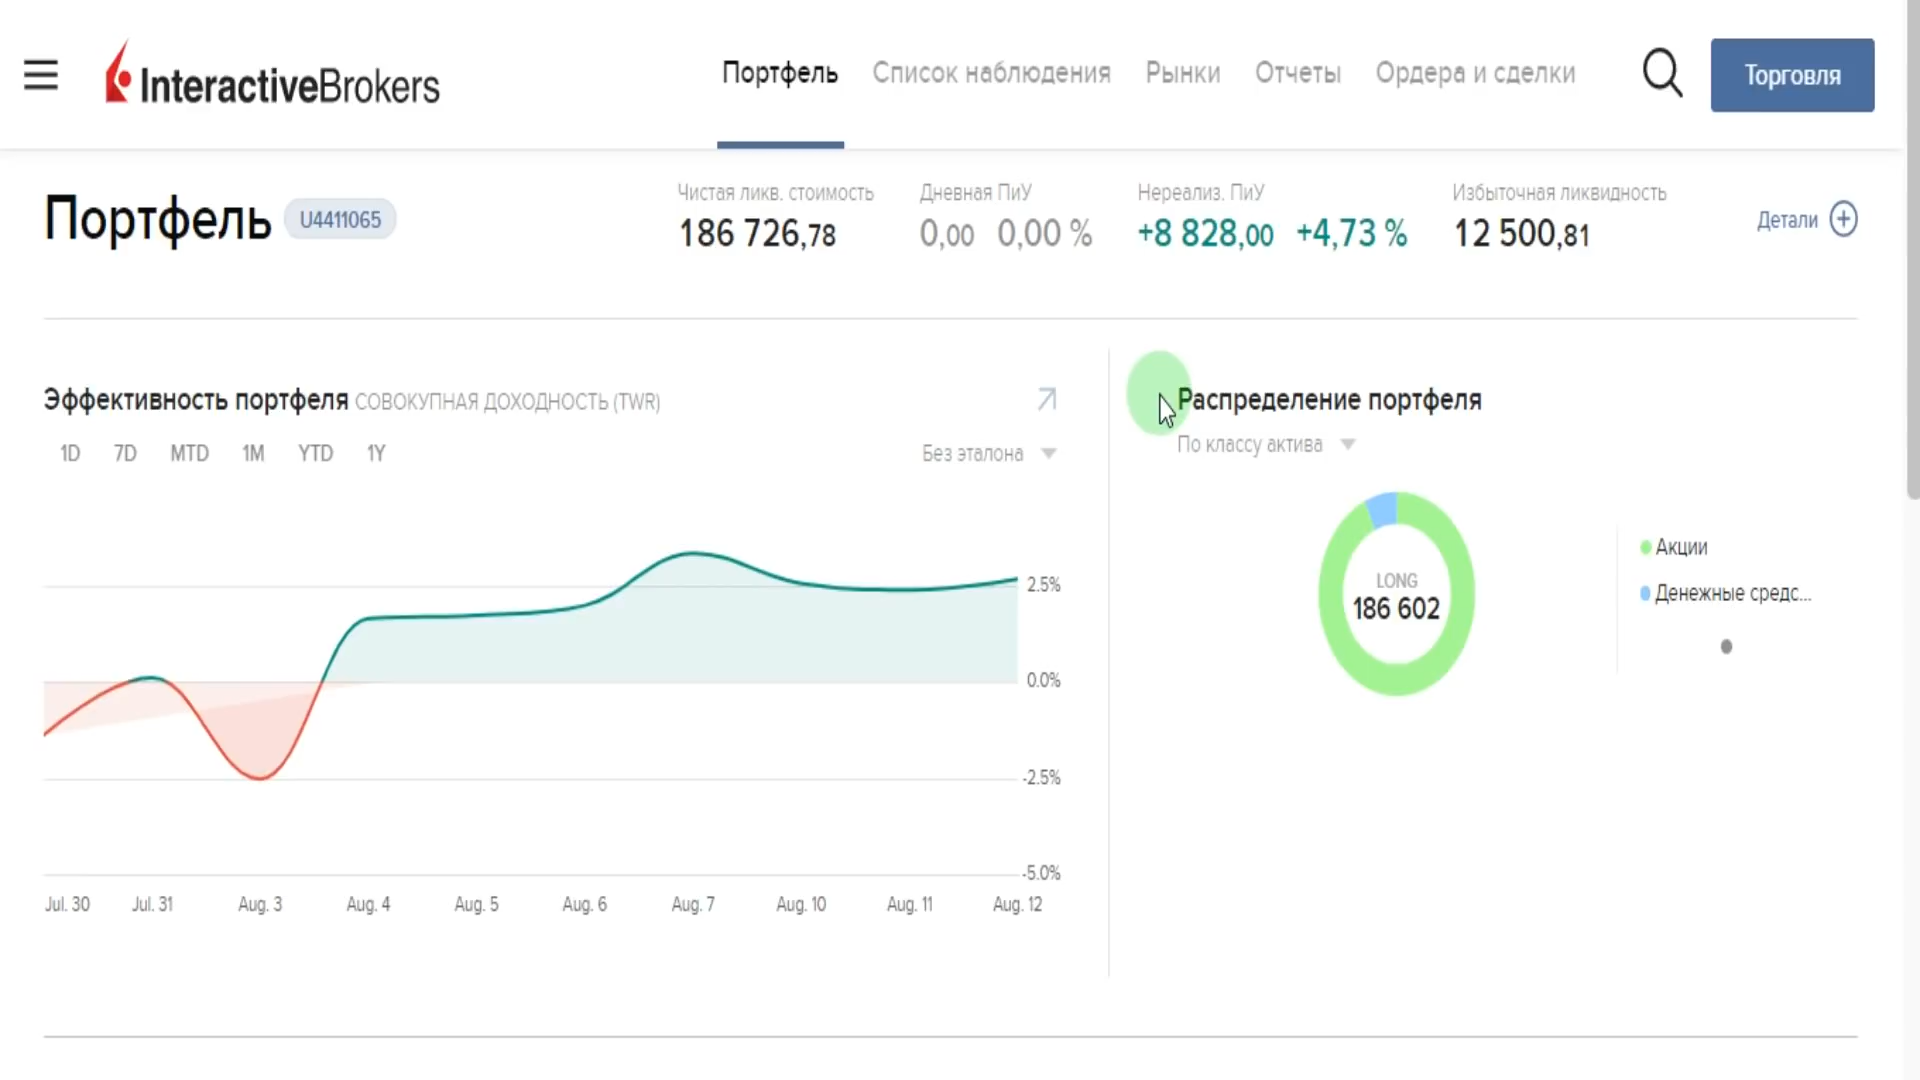 InteractiveBrokers
Портфель Список наблюдения Рынки Отчеты Ордера и сделки Торговля
Портфель U4411065
Чистая ликв. стоимость
186 726,78
Дневная ПиУ
0,00 0,00 %
Нереализ. ПиУ
+8 828,00 +4,73 %
Избыточная ликвидность
12 500,81
Детали
Эффективность портфеля СОВОКУПНАЯ ДОХОДНОСТЬ (TWR)
1D 7D MTD 1M YTD 1Y
Без эталона
2.5%
0.0%
-2.5%
-5.0%
Jul. 30 Jul. 31 Aug. 3 Aug. 4 Aug. 5 Aug. 6 Aug. 7 Aug. 10 Aug. 11 Aug. 12
Распределение портфеля
По классу актива
LONG
186 602
Акции
Денежные средс...